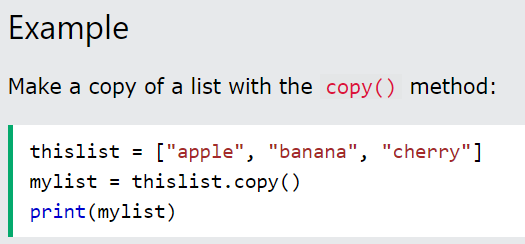 Example
Make a copy of a list with the copy() method:
thislist = ["apple", "banana", "cherry"]
mylist = thislist.copy()
print(mylist)